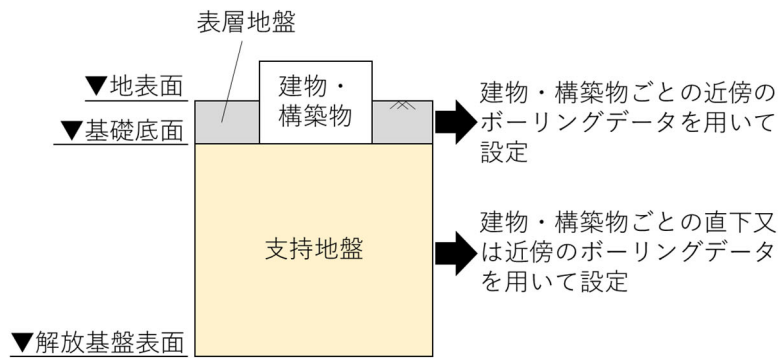 表層地盤
▼地表面
建物・
構築物
建物・構築物ごとの近傍の
ボーリングデータを用いて
設定
▼基礎底面
支持地盤
建物・構築物ごとの直下又
は近傍のボーリングデータ
を用いて設定
▼解放基盤表面